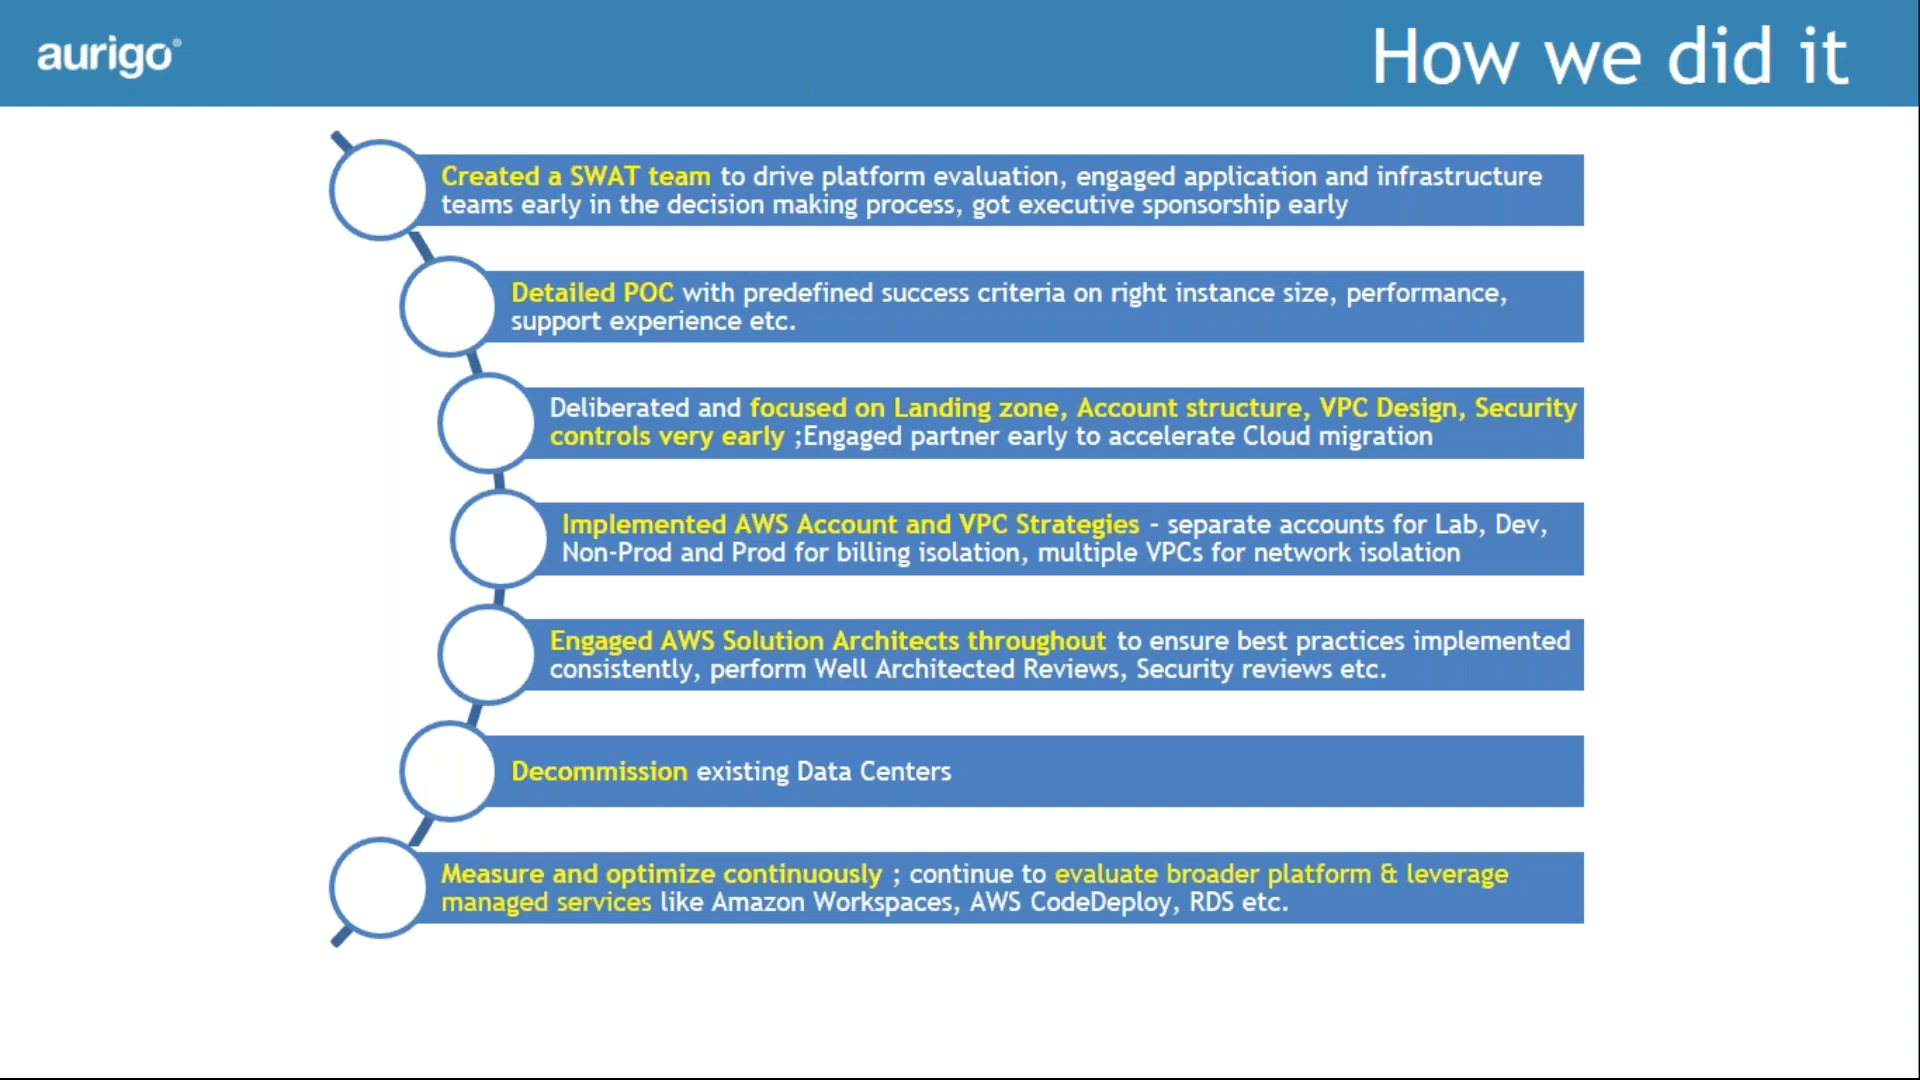 aurigo®
How we did it
Created a SWAT team to drive platform evaluation, engaged application and infrastructure
teams early in the decision making process, got executive sponsorship early
Detailed POC with predefined success criteria on right instance size, performance,
support experience etc.
Deliberated and focused on Landing zone, Account structure, VPC Design, Security
controls very early ;Engaged partner early to accelerate Cloud migration
Implemented AWS Account and VPC Strategies - separate accounts for Lab, Dev,
Non-Prod and Prod for billing isolation, multiple VPCs for network isolation
Engaged AWS Solution Architects throughout to ensure best practices implemented
consistently, perform Well Architected Reviews, Security reviews etc.
Decommission existing Data Centers
Measure and optimize continuously ; continue to evaluate broader platform & leverage
managed services like Amazon Workspaces, AWS CodeDeploy, RDS etc.